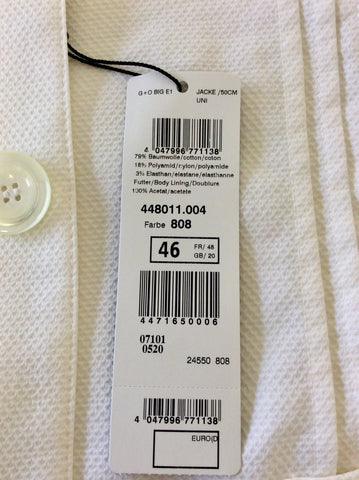 G+O BIG E1 JACKE /50CM
UNI
4 047996 771138
79% Baumwolle/cotton/coton
18% Polyamid/nylon/polyamide
3% Elasthan/elastane/elasthanne
Futter/Body Lining/Doublure
100% Acetat/acetate
448011.004
Farbe 808
46 FR/ 48
GB/ 20
4471650006
07101
0520
24550 808
4 047996 771138
EURO(D